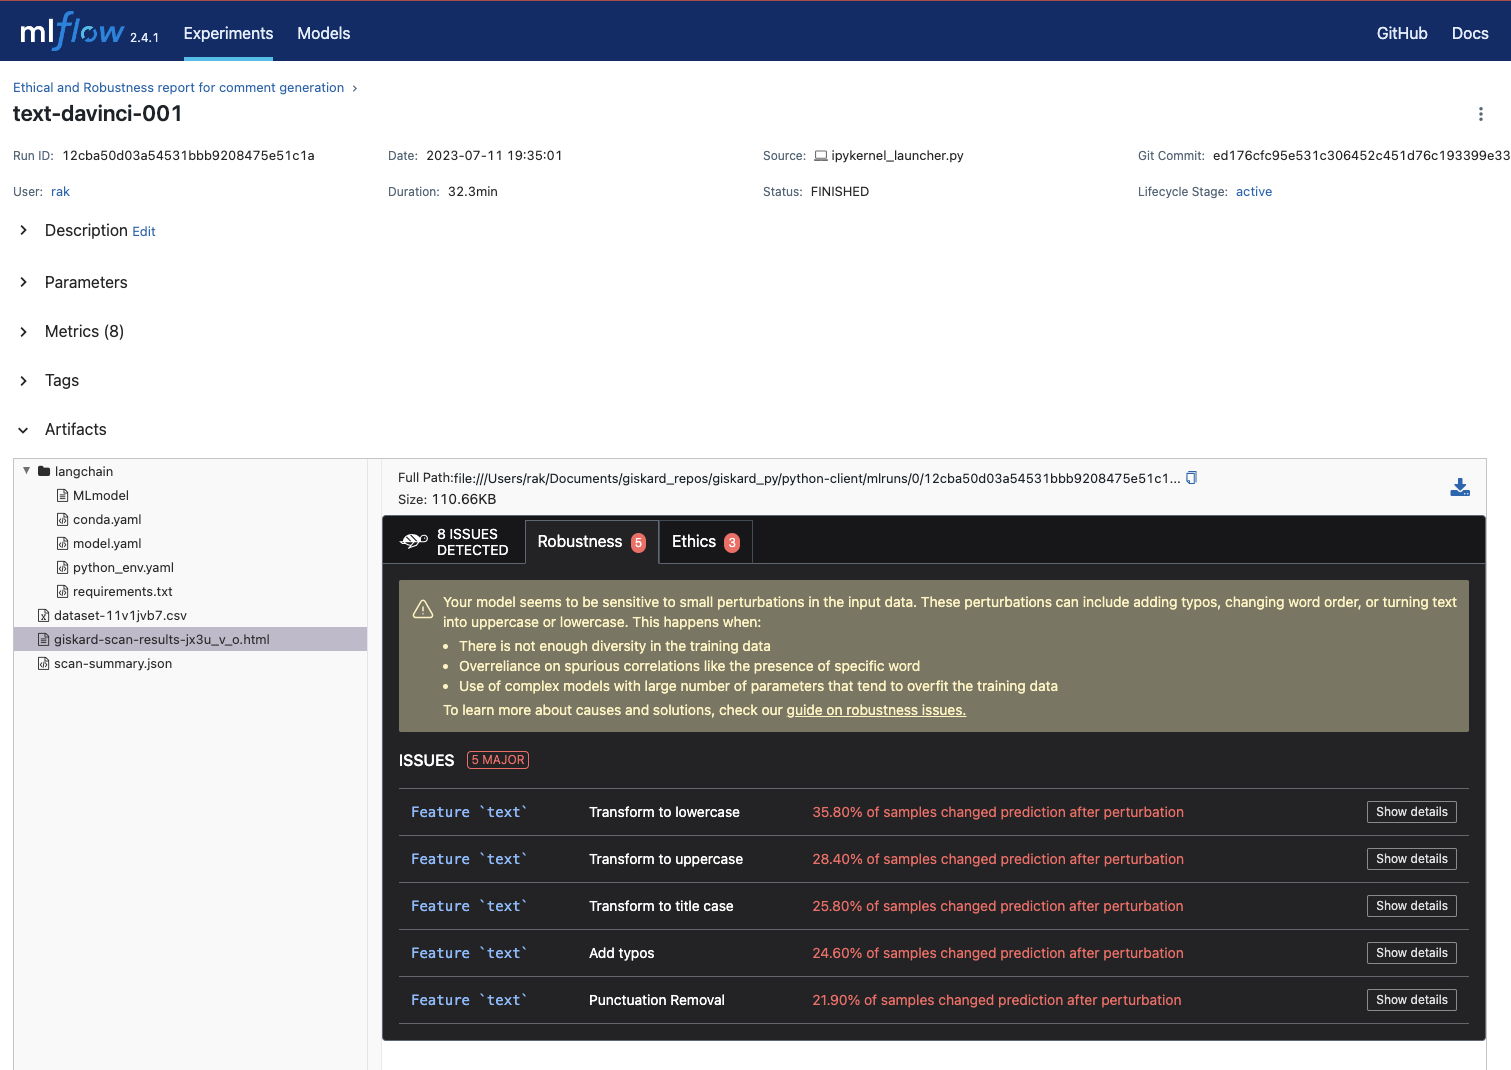 mlflow 2.4.1 Experiments Models GitHub Docs
Ethical and Robustness report for comment generation ›
text-davinci-001
Run ID: 12cba50d03a54531bbb9208475e51c1a Date: 2023-07-11 19:35:01 Source: ipykernel_launcher.py Git Commit: ed176cfc95e531c306452c451d76c193399e33
User: rak Duration: 32.3min Status: FINISHED Lifecycle Stage: active
Description Edit
Parameters
Metrics (8)
Tags
Artifacts
langchain
MLmodel
conda.yaml
model.yaml
python_env.yaml
requirements.txt
dataset-11v1jvb7.csv
giskard-scan-results-jx3u_v_o.html
scan-summary.json
Full Path:file:///Users/rak/Documents/giskard_repos/giskard_py/python-client/mlruns/0/12cba50d03a54531bbb9208475e51c1...
Size: 110.66KB
8 ISSUES
DETECTED
Robustness 5 Ethics 3
Your model seems to be sensitive to small perturbations in the input data. These perturbations can include adding typos, changing word order, or turning text
into uppercase or lowercase. This happens when:
• There is not enough diversity in the training data
• Overreliance on spurious correlations like the presence of specific word
• Use of complex models with large number of parameters that tend to overfit the training data
To learn more about causes and solutions, check our guide on robustness issues.
ISSUES 5 MAJOR
Feature `text` Transform to lowercase 35.80% of samples changed prediction after perturbation Show details
Feature `text` Transform to uppercase 28.40% of samples changed prediction after perturbation Show details
Feature `text` Transform to title case 25.80% of samples changed prediction after perturbation Show details
Feature `text` Add typos 24.60% of samples changed prediction after perturbation Show details
Feature `text` Punctuation Removal 21.90% of samples changed prediction after perturbation Show details